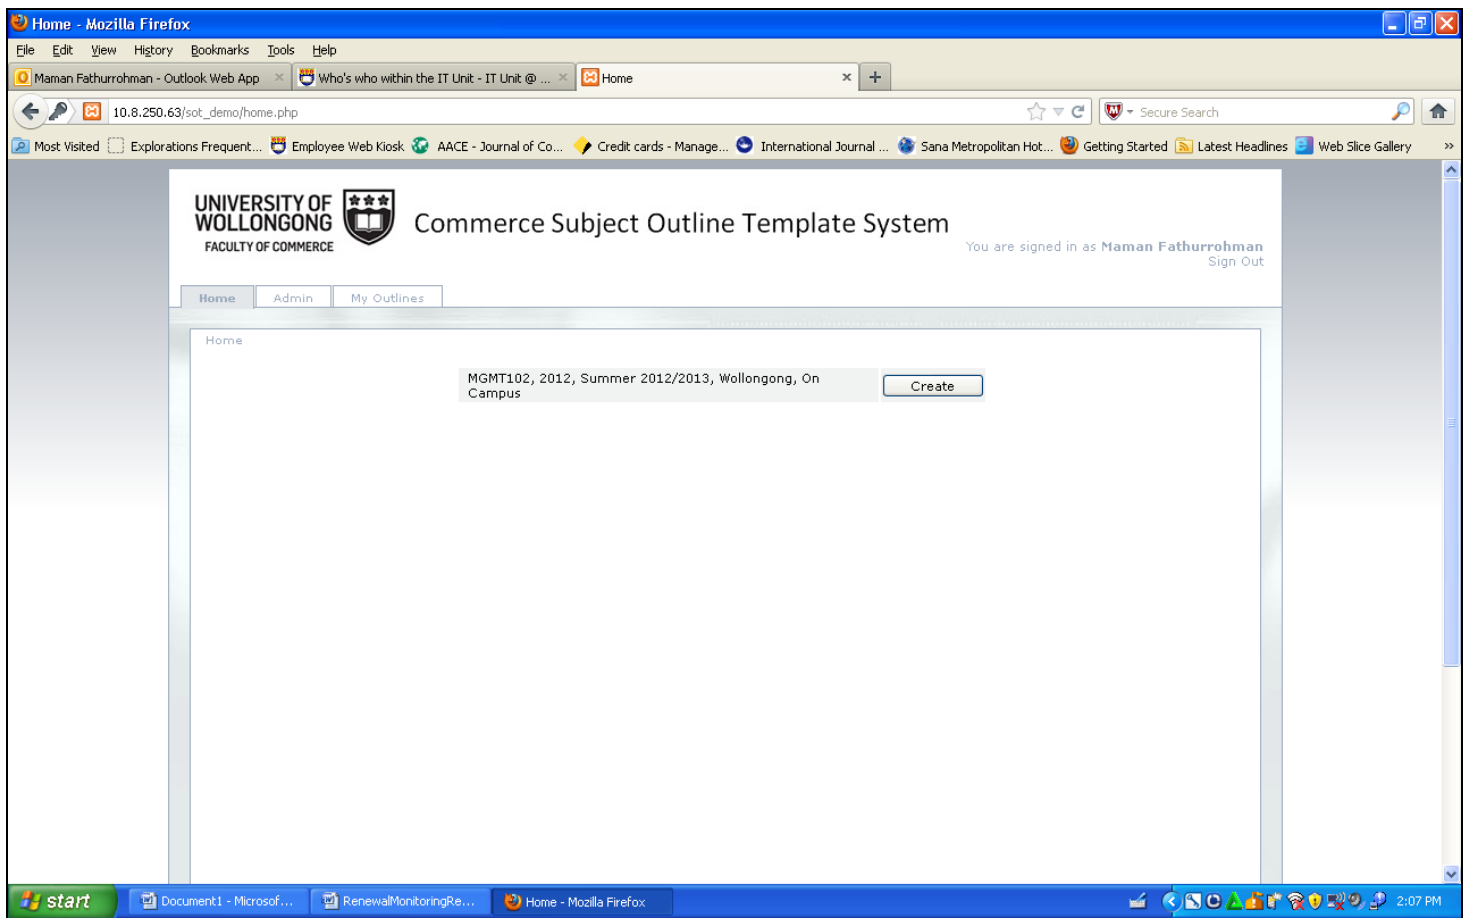 Home - Mozilla Firefox
File Edit View History Bookmarks Tools Help
Maman Fathurrohman - Outlook Web App
Who's who within the IT Unit - IT Unit @ ...
Home
10.8.250.63/sot_demo/home.php
Secure Search
Most Visited Explorations Frequent... Employee Web Kiosk AACE - Journal of Co... Credit cards - Manage... International Journal ... Sana Metropolitan Hot... Getting Started Latest Headlines Web Slice Gallery »
UNIVERSITY OF
WOLLONGONG
FACULTY OF COMMERCE
Commerce Subject Outline Template System
You are signed in as Maman Fathurrohman
Sign Out
Home Admin My Outlines
Home
MGMT102, 2012, Summer 2012/2013, Wollongong, On
Campus
Create
start Document1 - Microsof... RenewalMonitoringRe... Home - Mozilla Firefox 2:07 PM